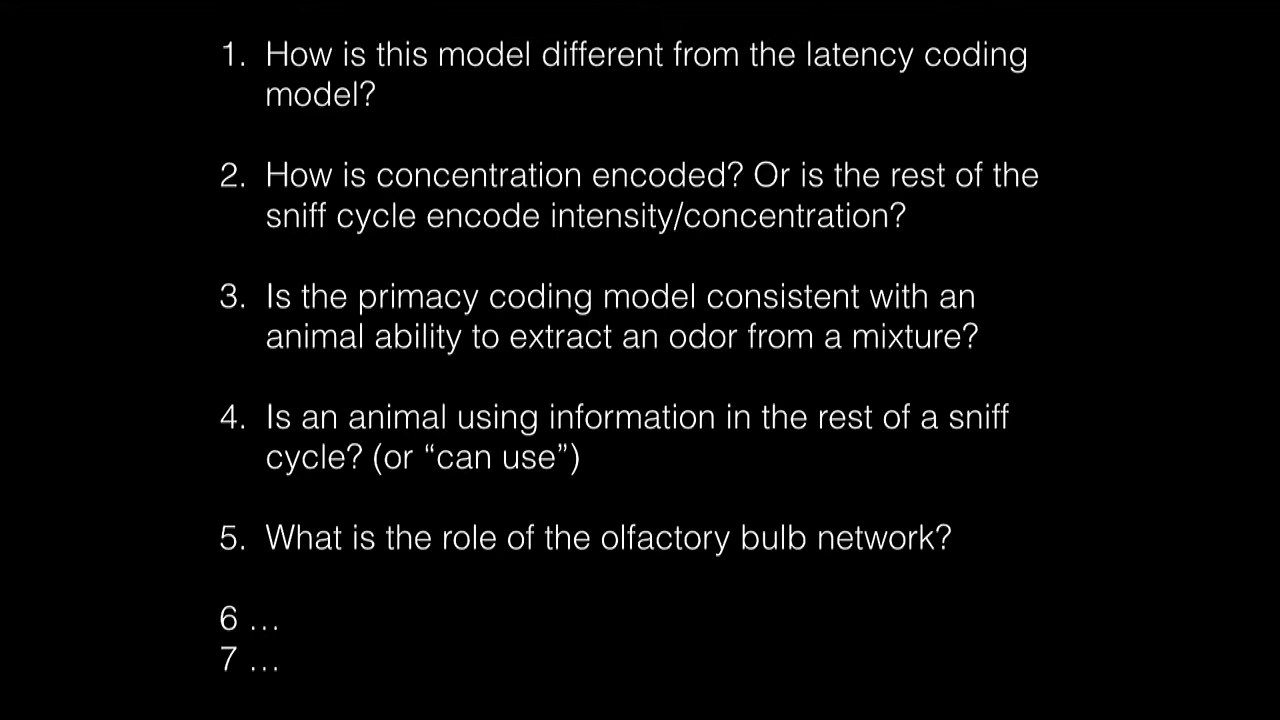 1. How is this model different from the latency coding
model?
2. How is concentration encoded? Or is the rest of the
sniff cycle encode intensity/concentration?
3. Is the primacy coding model consistent with an
animal ability to extract an odor from a mixture?
4. Is an animal using information in the rest of a sniff
cycle? (or “can use”)
5. What is the role of the olfactory bulb network?
6 ...
7 ...